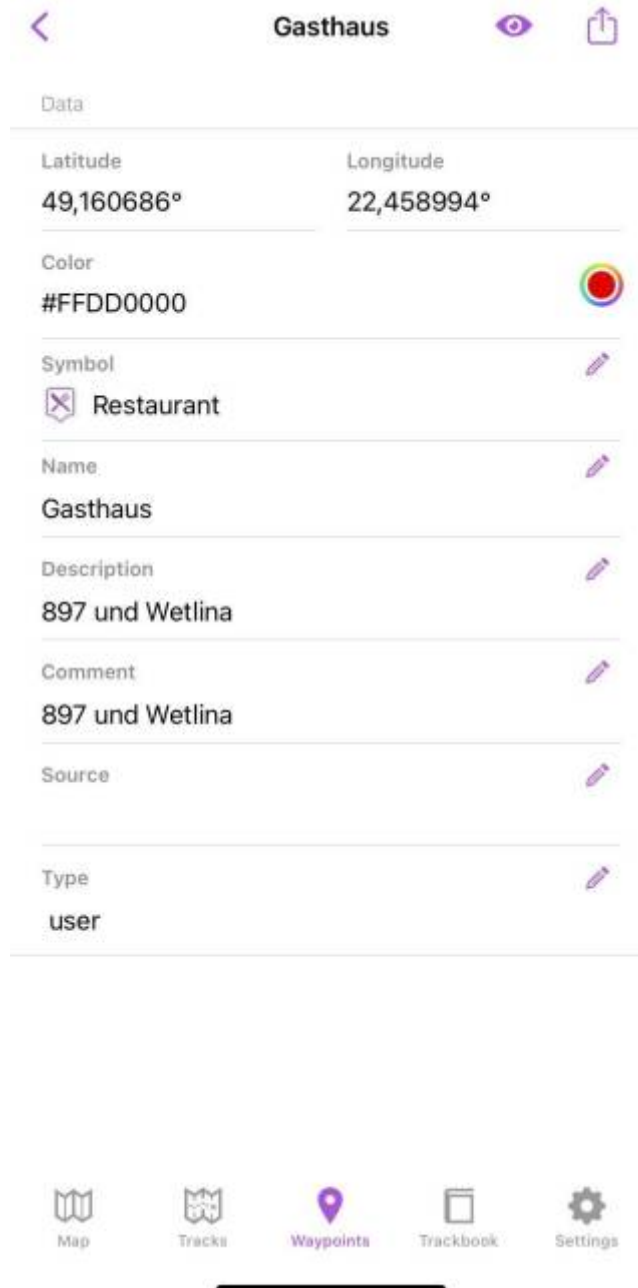 Gasthaus
Data
Latitude Longitude
49,160686° 22,458994°
Color
#FFDD0000
Symbol
Restaurant
Name
Gasthaus
Description
897 und Wetlina
Comment
897 und Wetlina
Source
Type
user
Map Tracks Waypoints Trackbook Settings